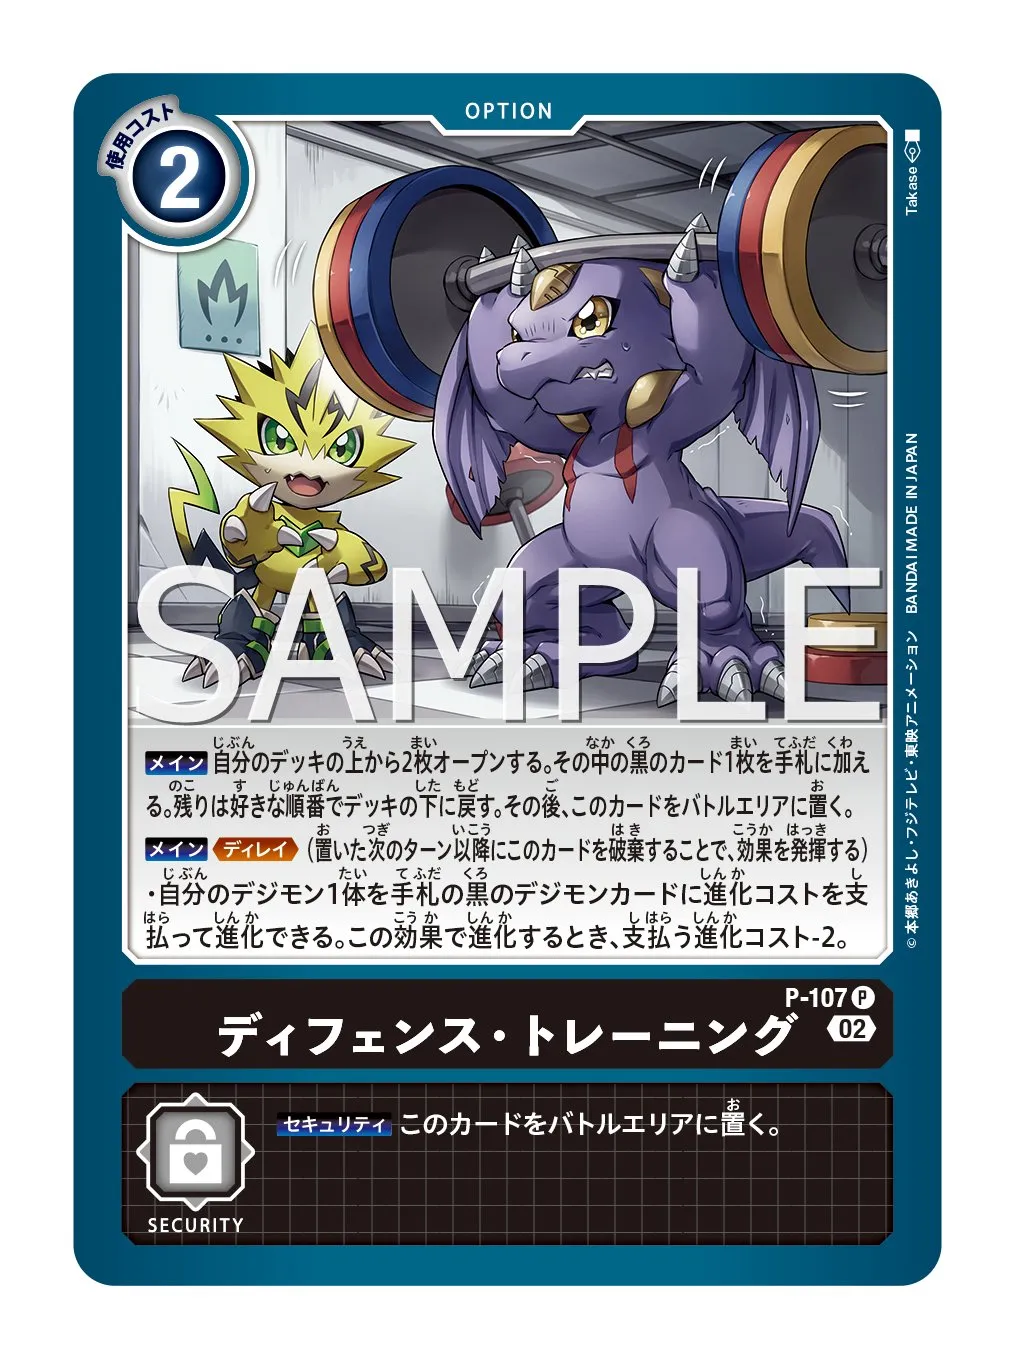 OPTION
使用コスト
2
Takase
SAMPLE
メイン 自分のデッキの上から2枚オープンする。その中の黒のカード1枚を手札に加え
る。残りは好きな順番でデッキの下に戻す。その後、このカードをバトルエリアに置く。
メイン ディレイ (置いた次のターン以降にこのカードを破棄することで、効果を発揮する)
・自分のデジモン1体を手札の黒のデジモンカードに進化コストを支
払って進化できる。この効果で進化するとき、支払う進化コスト-2。
©本郷あきよし・フジテレビ・東映アニメーション BANDAI MADE IN JAPAN
P-107 P
ディフェンス・トレーニング
02
セキュリティ このカードをバトルエリアに置く。
SECURITY